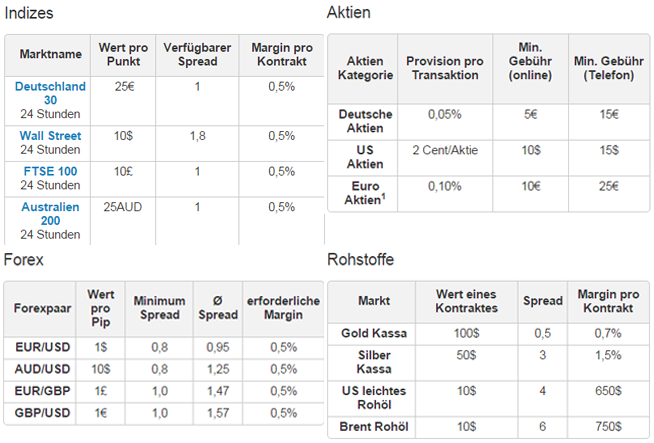 Indizes
Marktname Wert pro Punkt Verfügbarer Spread Margin pro Kontrakt
Deutschland 30 24 Stunden 25€ 1 0,5%
Wall Street 24 Stunden 10$ 1,8 0,5%
FTSE 100 24 Stunden 10£ 1 0,5%
Australien 200 24 Stunden 25AUD 1 0,5%
Aktien
Aktien Kategorie Provision pro Transaktion Min. Gebühr (online) Min. Gebühr (Telefon)
Deutsche Aktien 0,05% 5€ 15€
US Aktien 2 Cent/Aktie 10$ 15$
Euro Aktien¹ 0,10% 10€ 25€
Forex
Forexpaar Wert pro Pip Minimum Spread Ø Spread erforderliche Margin
EUR/USD 1$ 0,8 0,95 0,5%
AUD/USD 10$ 0,8 1,25 0,5%
EUR/GBP 1£ 1,0 1,47 0,5%
GBP/USD 1€ 1,0 1,57 0,5%
Rohstoffe
Markt Wert eines Kontraktes Spread Margin pro Kontrakt
Gold Kassa 100$ 0,5 0,7%
Silber Kassa 50$ 3 1,5%
US leichtes Rohöl 10$ 4 650$
Brent Rohöl 10$ 6 750$